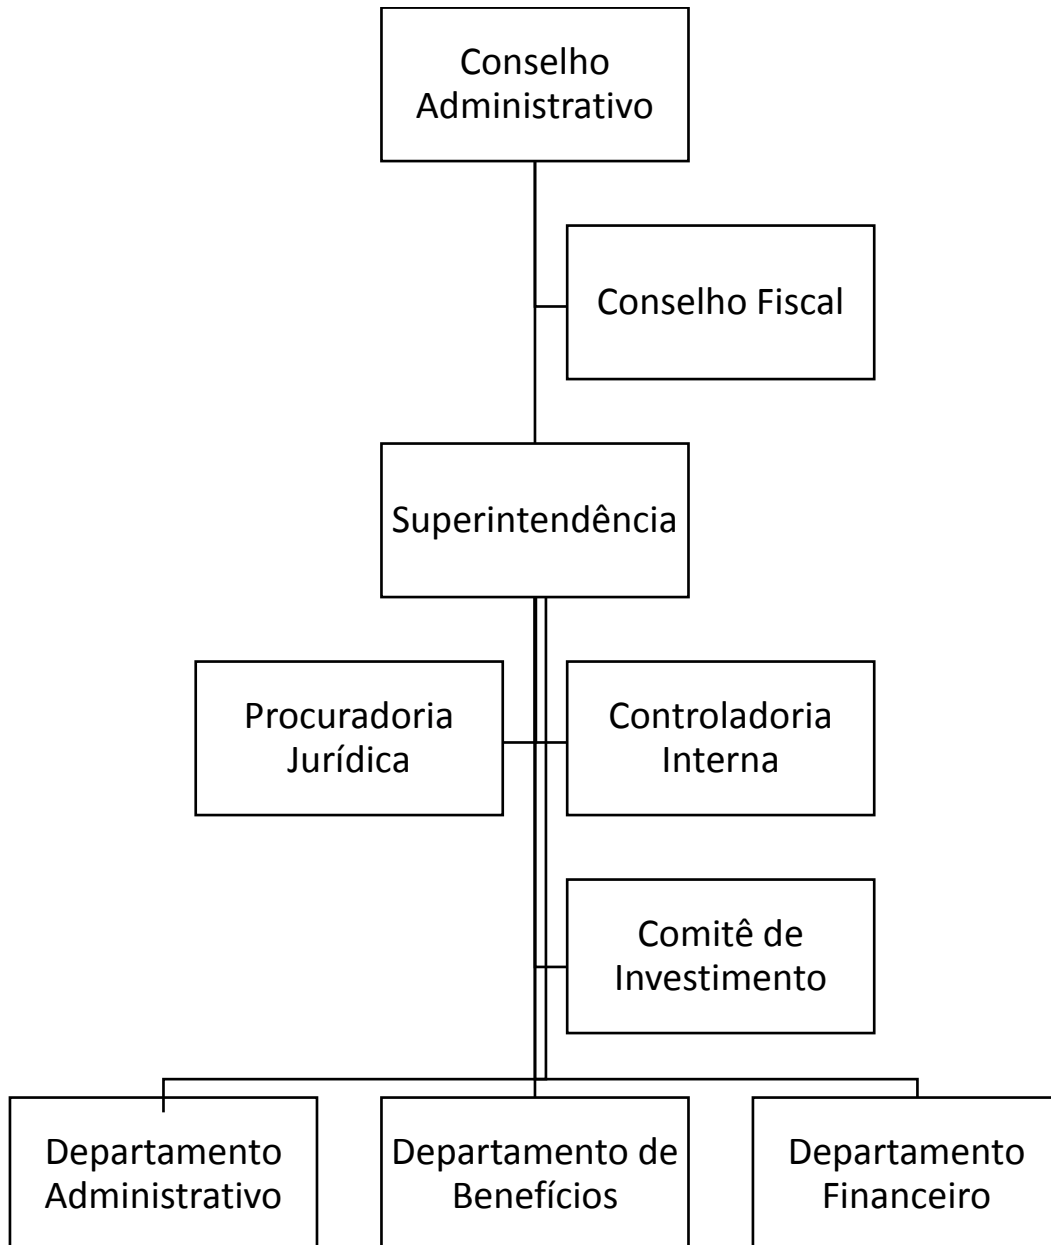 Conselho
Administrativo
Conselho Fiscal
Superintendência
Procuradoria
Jurídica
Controladoria
Interna
Comitê de
Investimento
Departamento
Administrativo
Departamento de
Benefícios
Departamento
Financeiro